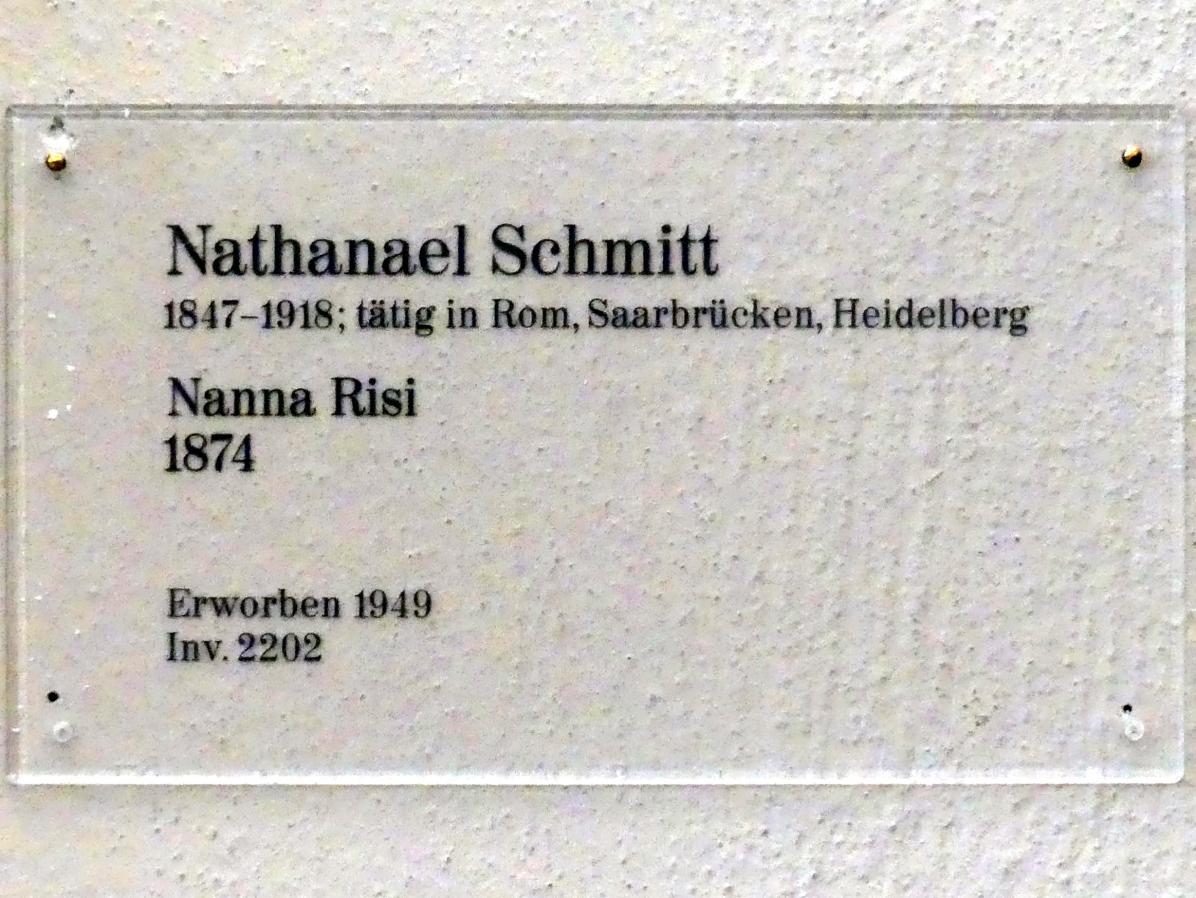 Nathanael Schmitt
1847–1918; tätig in Rom, Saarbrücken, Heidelberg
Nanna Risi
1874
Erworben 1949
Inv. 2202